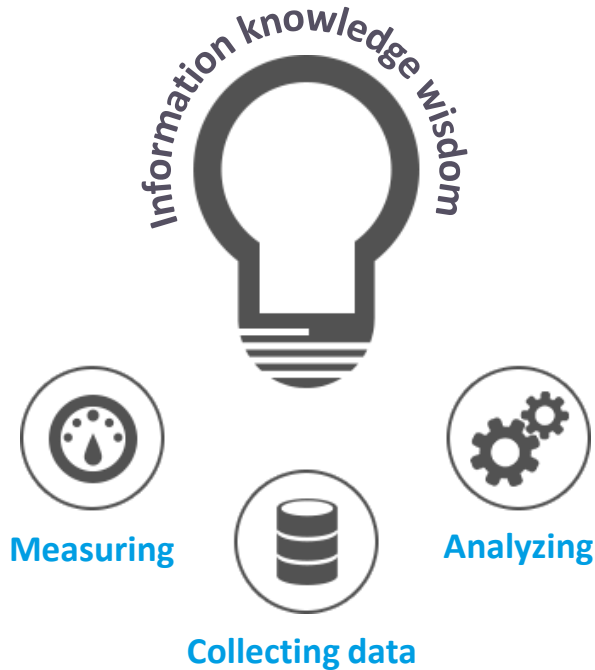 Information knowledge wisdom
Measuring
Analyzing
Collecting data